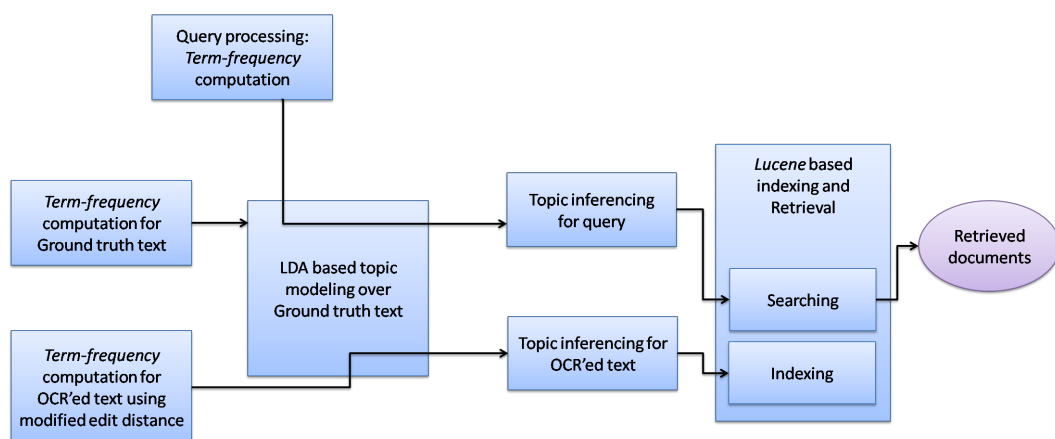 Query processing:
Term-frequency
computation
Term-frequency
computation for
Ground truth text
LDA based topic
modeling over
Ground truth text
Term-frequency
computation for
OCR'ed text using
modified edit distance
Topic inferencing
for query
Topic inferencing for
OCR'ed text
Lucene based
indexing and
Retrieval
Searching
Indexing
Retrieved
documents